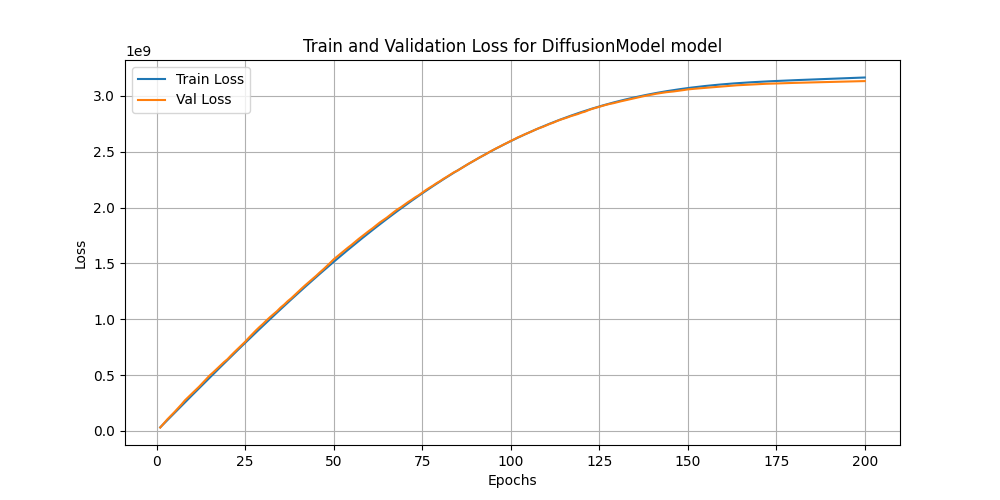 Train and Validation Loss for DiffusionModel model
1e9
Train Loss
Val Loss
3.0
2.5
2.0
1.5
1.0
0.5
0.0
Loss
0 25 50 75 100 125 150 175 200
Epochs